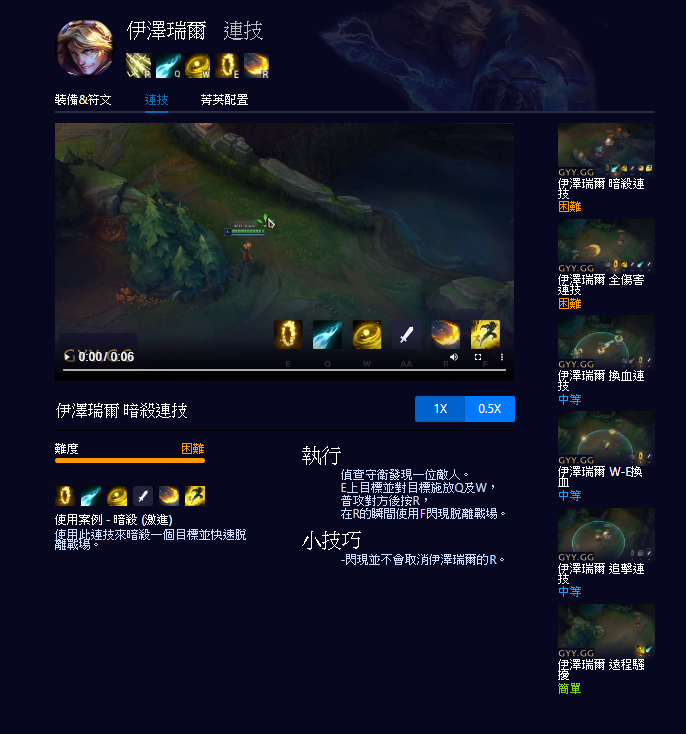 伊澤瑞爾 連技
P Q W E R
裝備&符文 連技 菁英配置
GYY.GG
0:00 / 0:06
E Q W AA R F
伊澤瑞爾 暗殺連技
1X 0.5X
難度 困難
使用案例 - 暗殺 (激進)
使用此連技來暗殺一個目標並快速脫
離戰場。
執行
偵查守衛發現一位敵人。
E上目標並對目標施放Q及W，
普攻對方後按R，
在R的瞬間使用F閃現脫離戰場。
小技巧
-閃現並不會取消伊澤瑞爾的R。
GYY.GG
伊澤瑞爾 暗殺連
技
困難
GYY.GG
伊澤瑞爾 全傷害
連技
困難
GYY.GG
伊澤瑞爾 換血連
技
中等
GYY.GG
伊澤瑞爾 W-E換
血
中等
GYY.GG
伊澤瑞爾 追擊連
技
中等
GYY.GG
伊澤瑞爾 遠程騷
擾
簡單